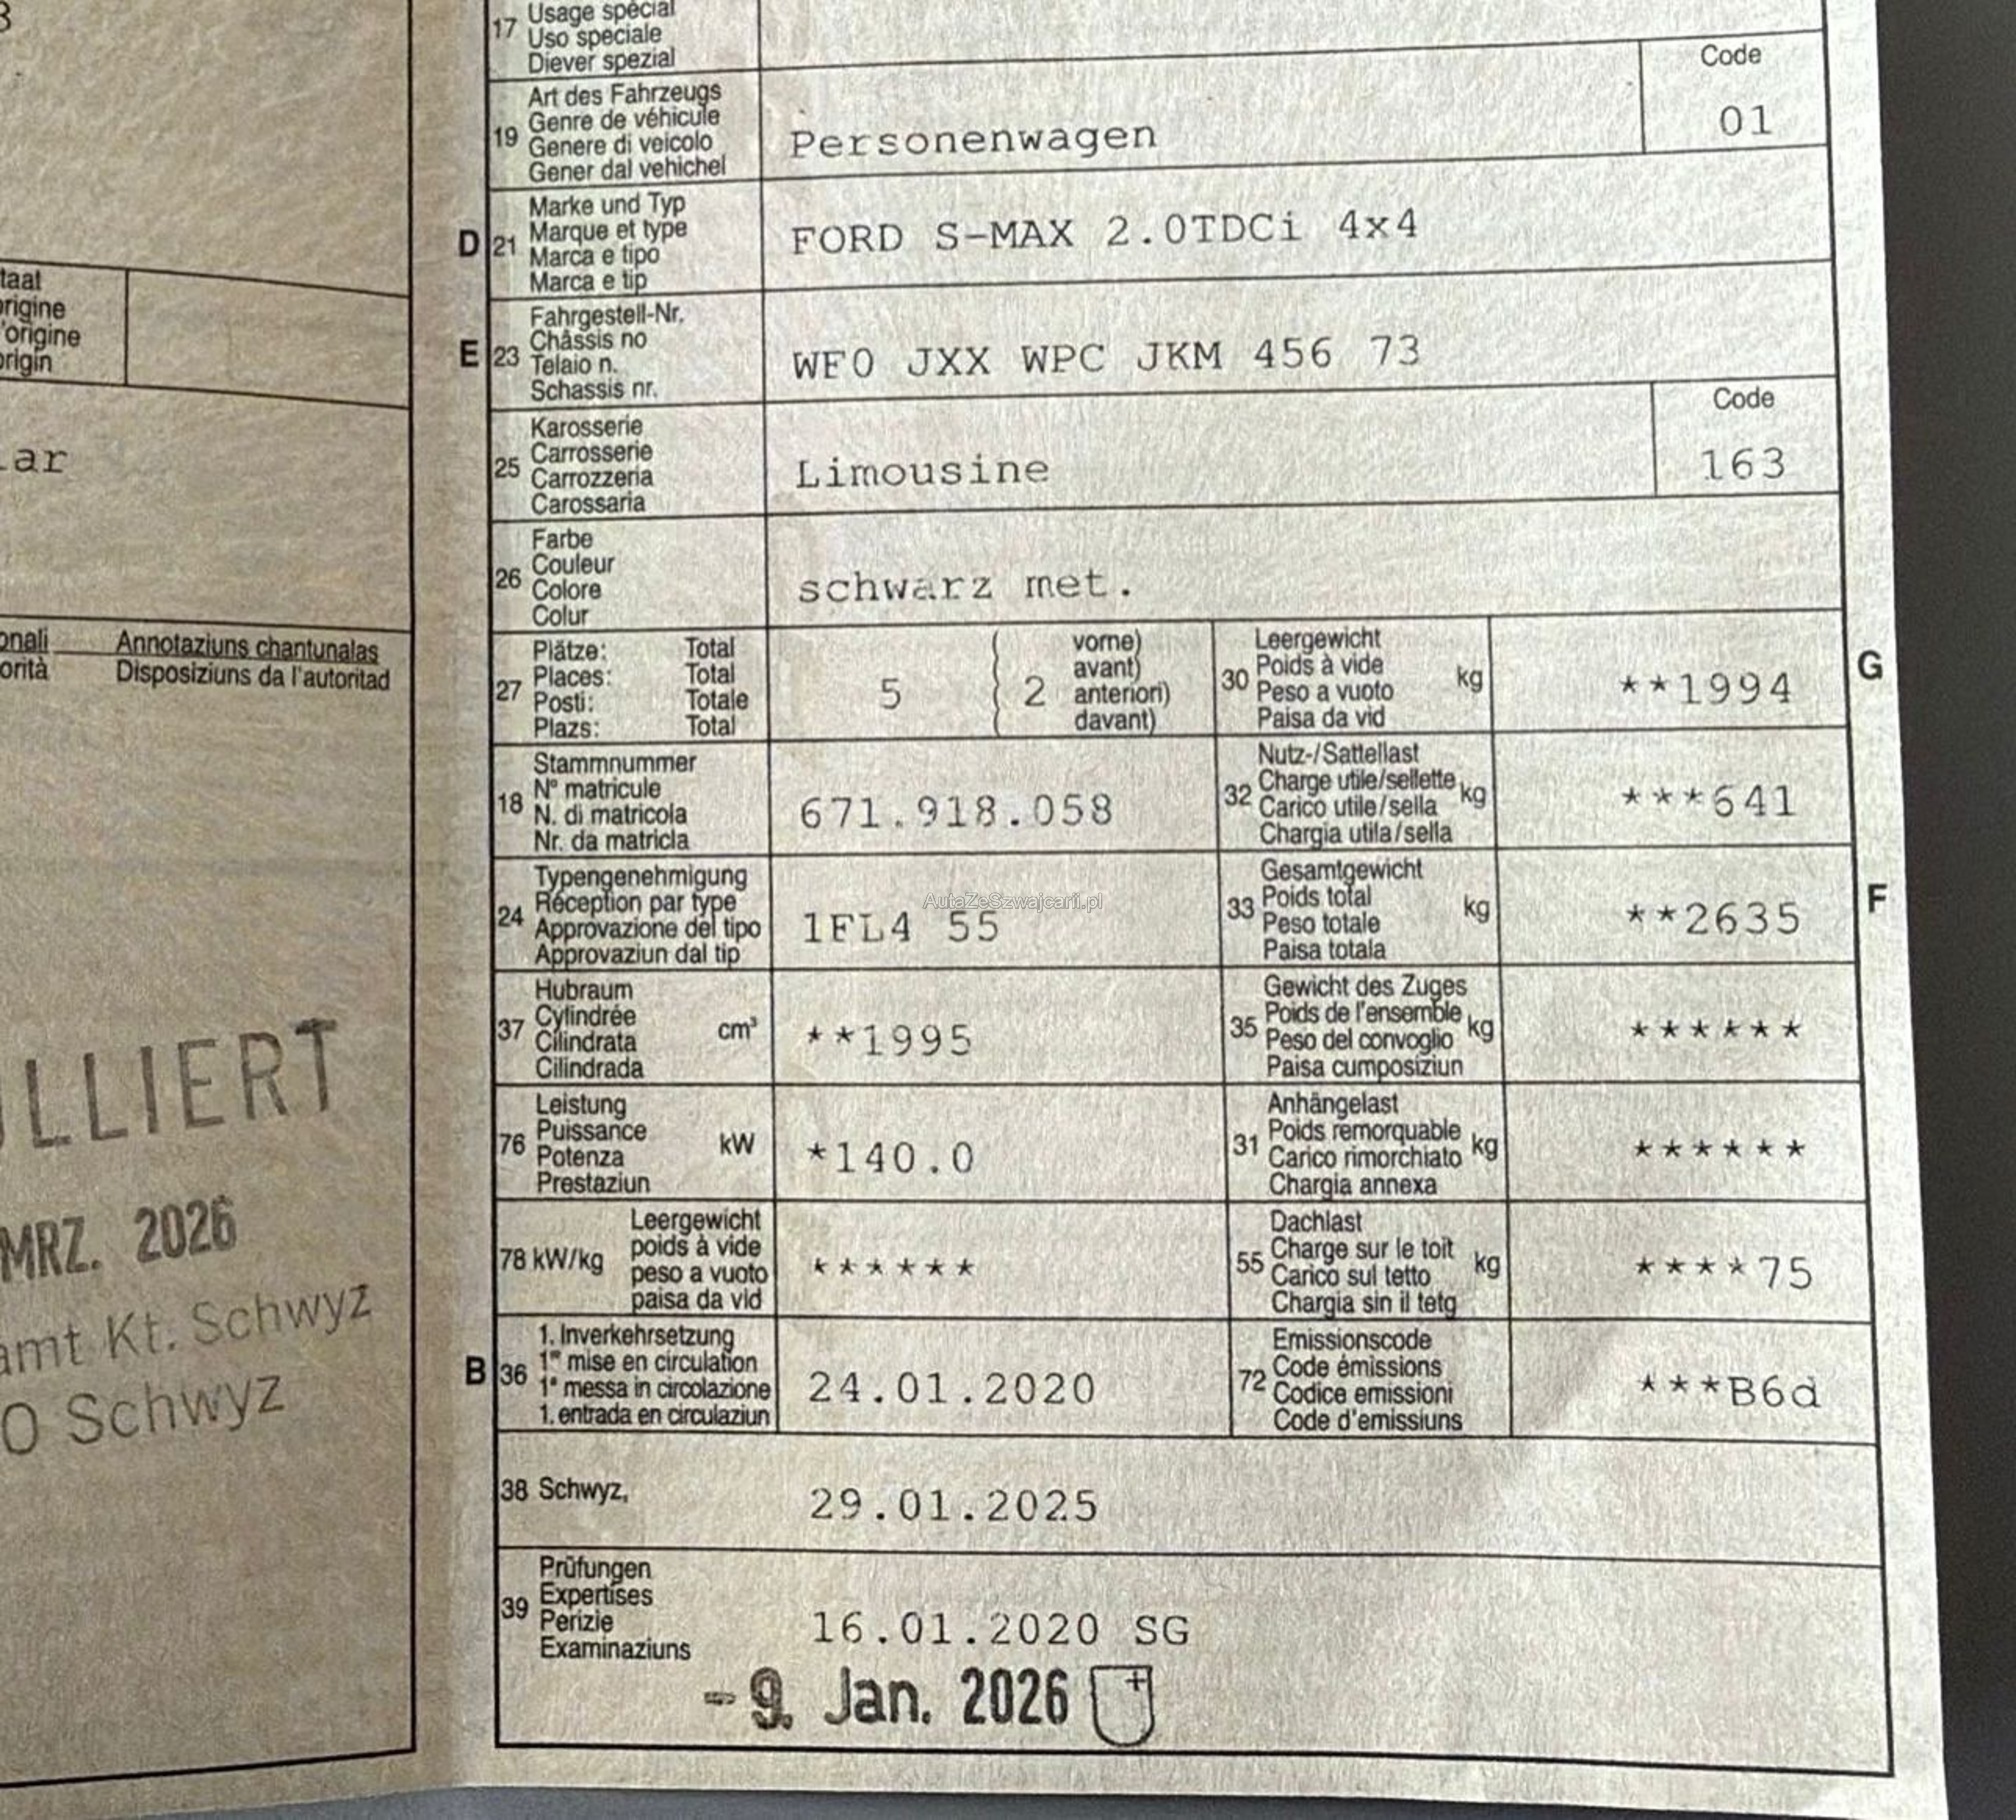 17 Usage spécial
Uso speciale
Diever spezial
19 Art des Fahrzeugs
Genre de véhicule
Genere di veicolo
Gener dal vehichel
Personenwagen
Code
01
D 21 Marke und Typ
Marque et type
Marca e tipo
Marca e tip
FORD S-MAX 2.0TDCi 4x4
E 23 Fahrgestell-Nr.
Châssis no
Telaio n.
Schassis nr.
WF0 JXX WPC JKM 456 73
25 Karosserie
Carrosserie
Carrozzeria
Carossaria
Limousine
Code
163
26 Farbe
Couleur
Colore
Colur
schwarz met.
27 Plätze: Total
Places: Total
Posti: Totale
Plazs: Total
5 ( 2 vorne)
avant)
anteriori)
davant)
30 Leergewicht
Poids à vide
Peso a vuoto
Paisa da vid
kg
**1994
G
18 Stammnummer
N° matricule
N. di matricola
Nr. da matricla
671.918.058
32 Nutz-/Sattellast
Charge utile/sellette
Carico utile/sella
Chargia utila/sella
kg
***641
24 Typengenehmigung
Réception par type
Approvazione del tipo
Approvaziun dal tip
1FL4 55
33 Gesamtgewicht
Poids total
Peso totale
Paisa totala
kg
**2635
F
37 Hubraum
Cylindrée
Cilindrata
Cilindrada
cm³
**1995
35 Gewicht des Zuges
Poids de l'ensemble
Peso del convoglio
Paisa cumposiziun
kg
******
76 Leistung
Puissance
Potenza
Prestaziun
kW
*140.0
31 Anhängelast
Poids remorquable
Carico rimorchiato
Chargia annexa
kg
******
78 kW/kg
Leergewicht
poids à vide
peso a vuoto
paisa da vid
******
55 Dachlast
Charge sur le toit
Carico sul tetto
Chargia sin il tetg
kg
****75
B 36 1. Inverkehrsetzung
1re mise en circulation
1a messa in circolazione
1. entrada en circulaziun
24.01.2020
72 Emissionscode
Code émissions
Codice emissioni
Code d'emissiuns
***B6d
38 Schwyz,
29.01.2025
39 Prüfungen
Expertises
Perizie
Examinaziuns
16.01.2020 SG
- 9. Jan. 2026
taat
origine
'origine
origin
ar
onali Annotaziuns chantunalas
orità Disposiziuns da l'autoritad
LLIERT
MRZ. 2026
amt Kt. Schwyz
0 Schwyz
AutaZeSzwajcarii.pl